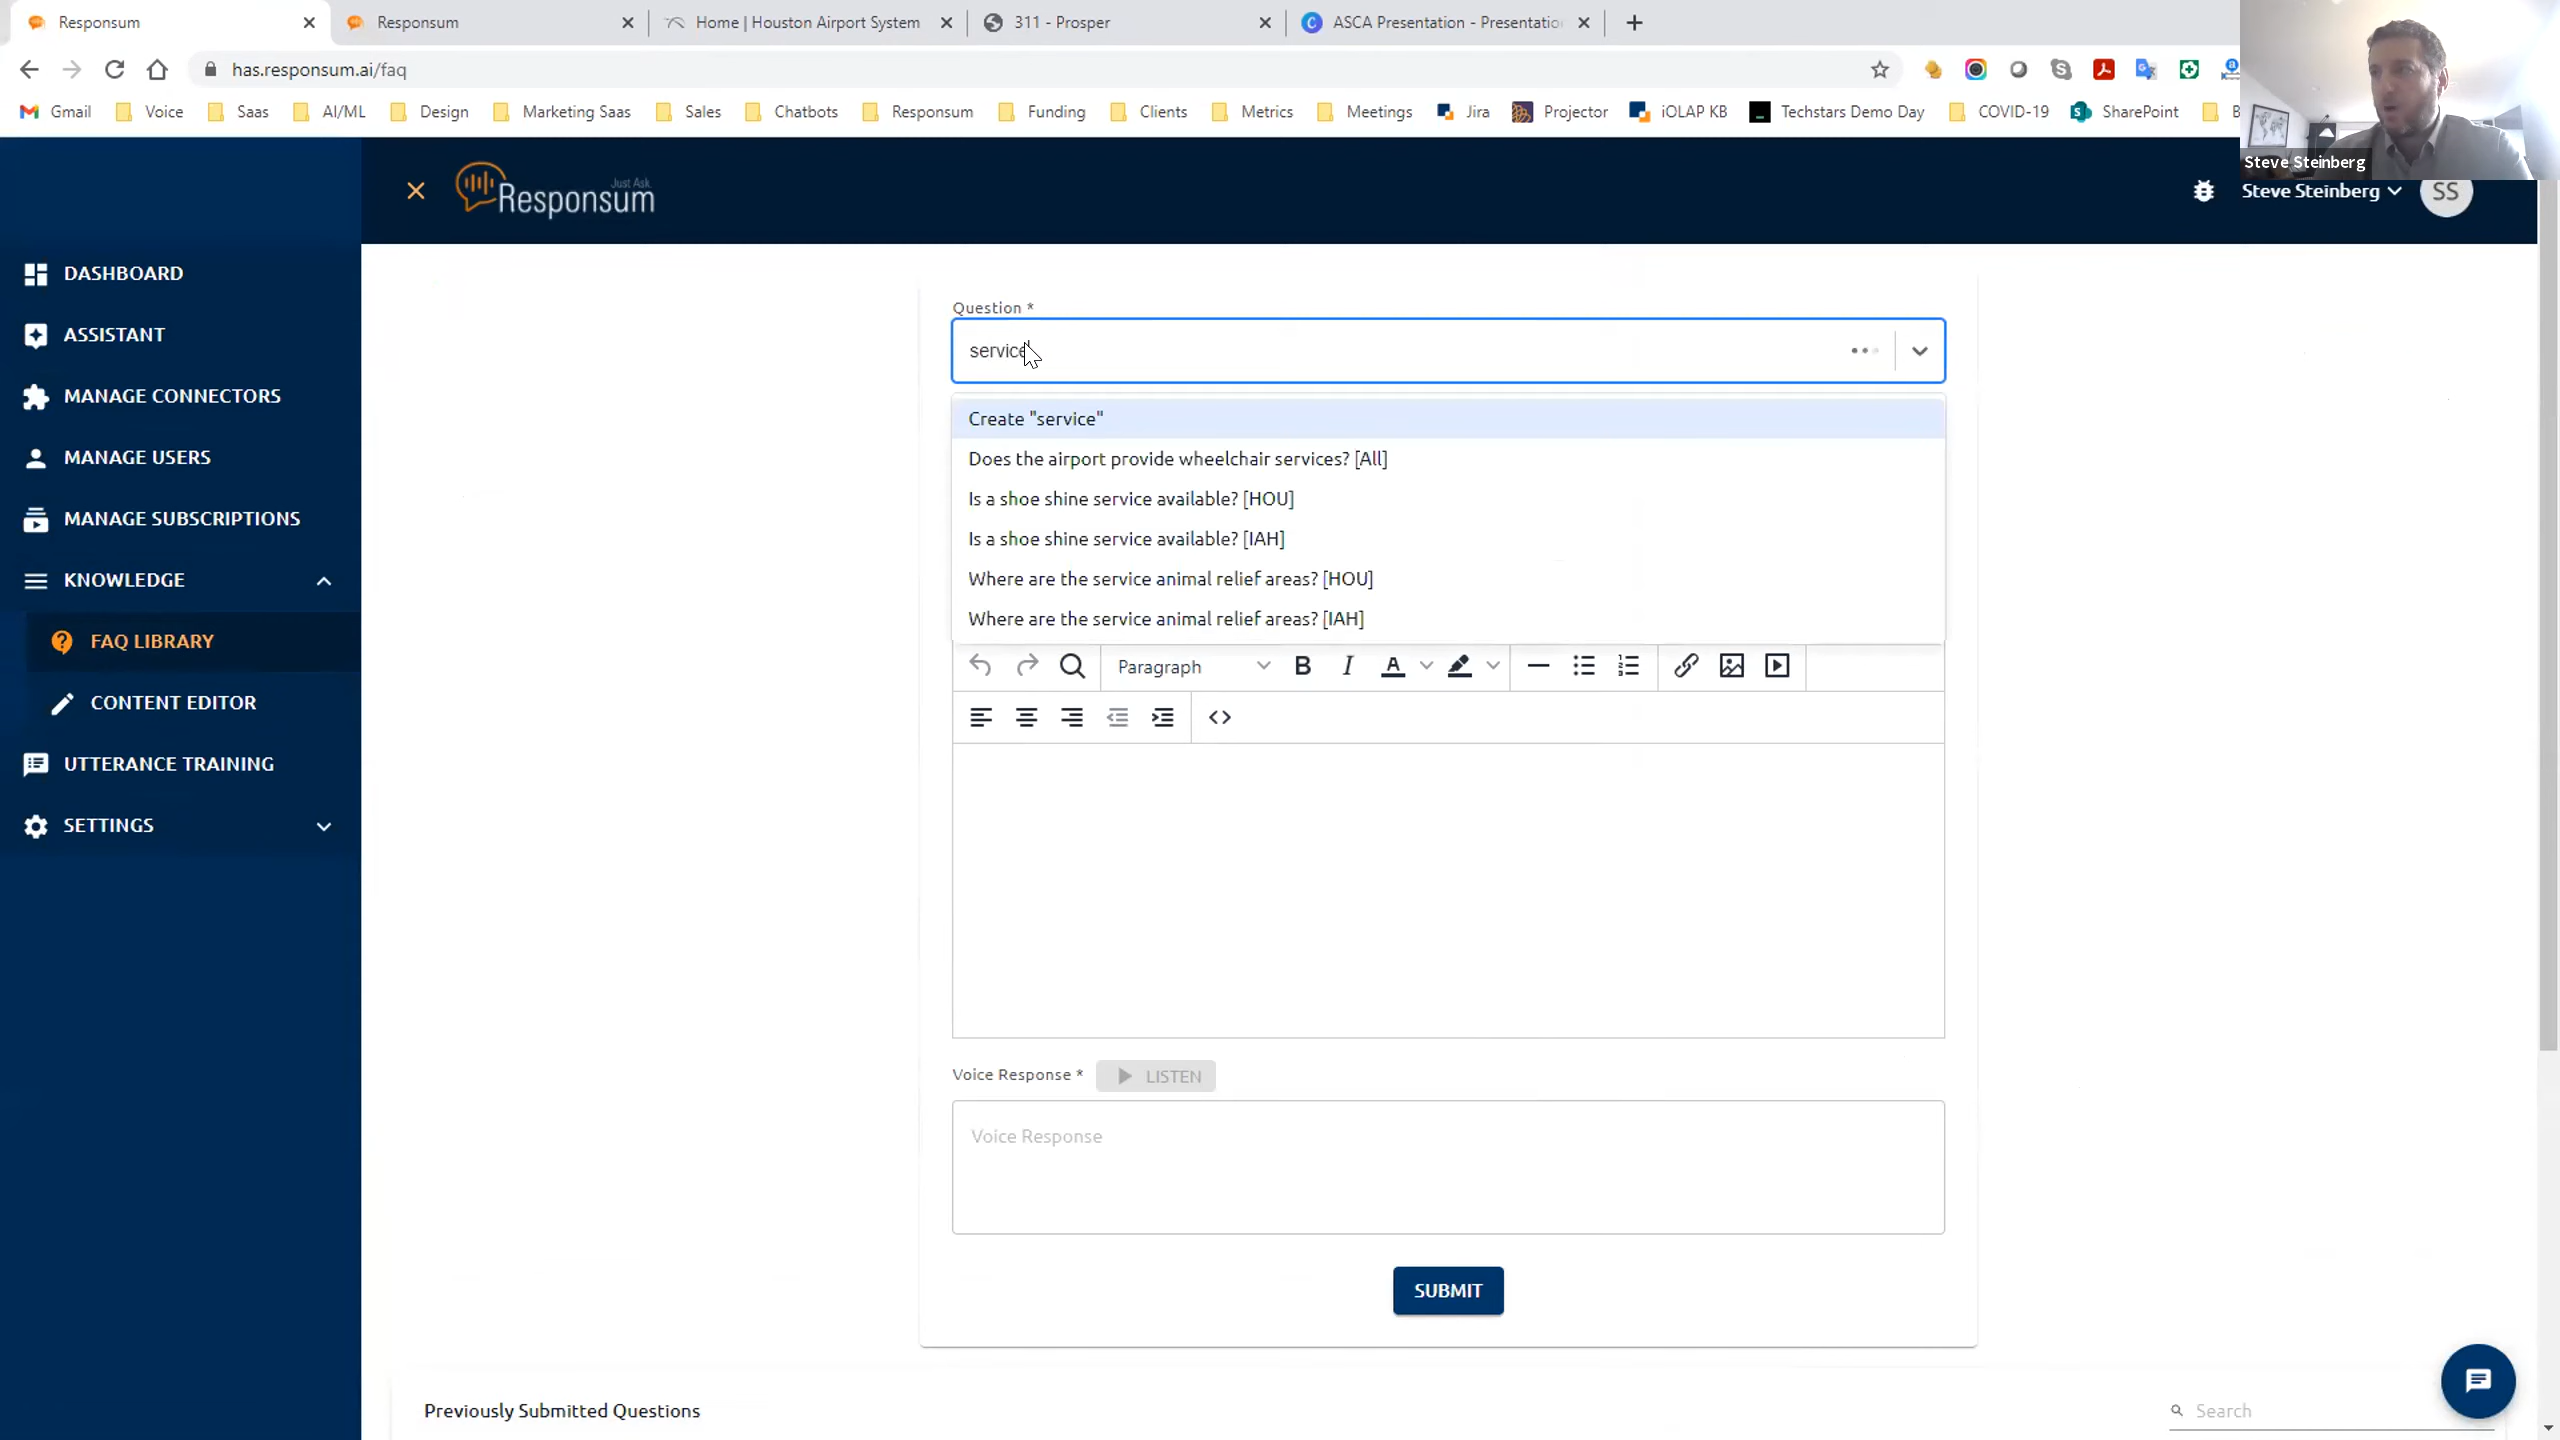 Responsum
Responsum
Home | Houston Airport System
311 - Prosper
ASCA Presentation - Presentatio
has.responsum.ai/faq
Gmail
Voice
Saas
AI/ML
Design
Marketing Saas
Sales
Chatbots
Responsum
Funding
Clients
Metrics
Meetings
Jira
Projector
iOLAP KB
Techstars Demo Day
COVID-19
SharePoint
B
Steve Steinberg
Just Ask
Responsum
Steve Steinberg
SS
DASHBOARD
ASSISTANT
MANAGE CONNECTORS
MANAGE USERS
MANAGE SUBSCRIPTIONS
KNOWLEDGE
FAQ LIBRARY
CONTENT EDITOR
UTTERANCE TRAINING
SETTINGS
Question *
service
Create "service"
Does the airport provide wheelchair services? [All]
Is a shoe shine service available? [HOU]
Is a shoe shine service available? [IAH]
Where are the service animal relief areas? [HOU]
Where are the service animal relief areas? [IAH]
Paragraph
Voice Response *
LISTEN
Voice Response
SUBMIT
Previously Submitted Questions
Search